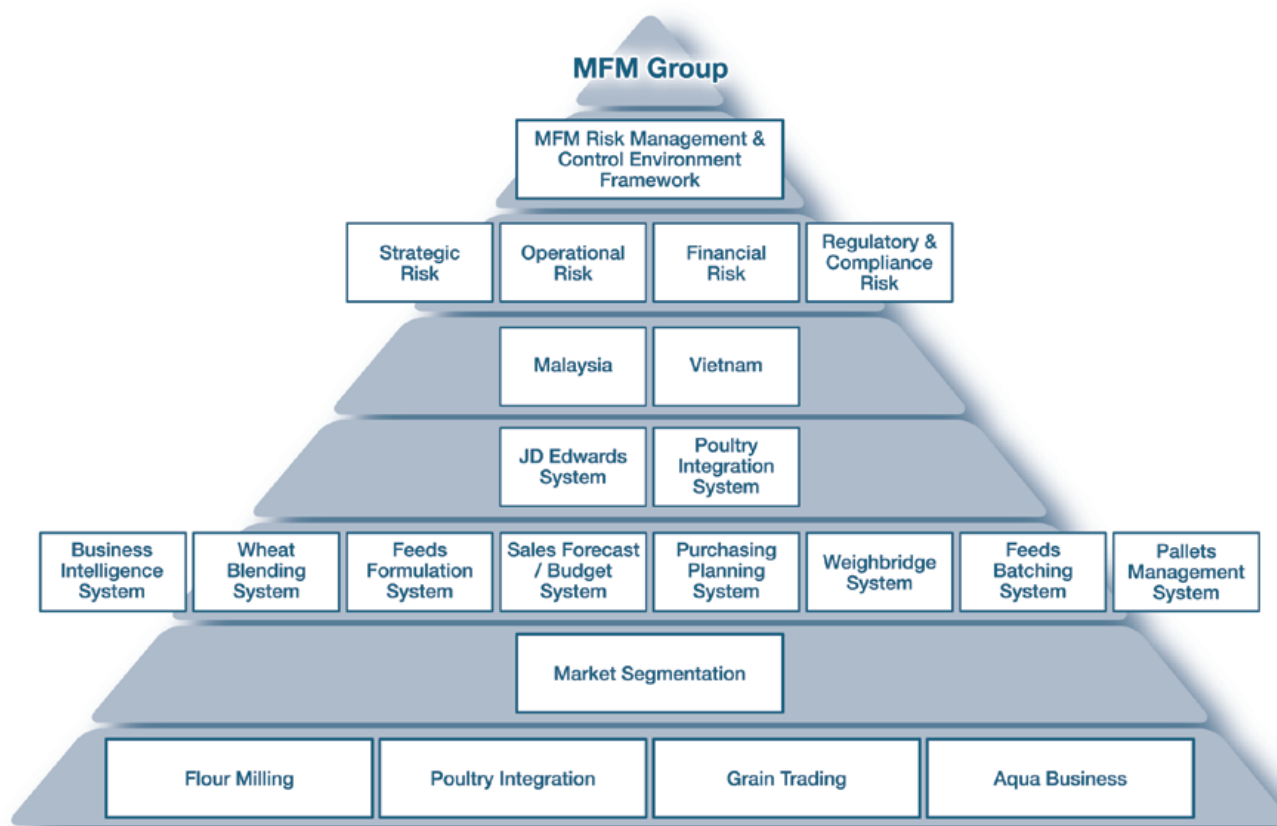 MFM Group
MFM Risk Management &
Control Environment
Framework
Strategic
Risk
Operational
Risk
Financial
Risk
Regulatory &
Compliance
Risk
Malaysia
Vietnam
JD Edwards
System
Poultry
Integration
System
Business
Intelligence
System
Wheat
Blending
System
Feeds
Formulation
System
Sales Forecast
/ Budget
System
Purchasing
Planning
System
Weighbridge
System
Feeds
Batching
System
Pallets
Management
System
Market Segmentation
Flour Milling
Poultry Integration
Grain Trading
Aqua Business